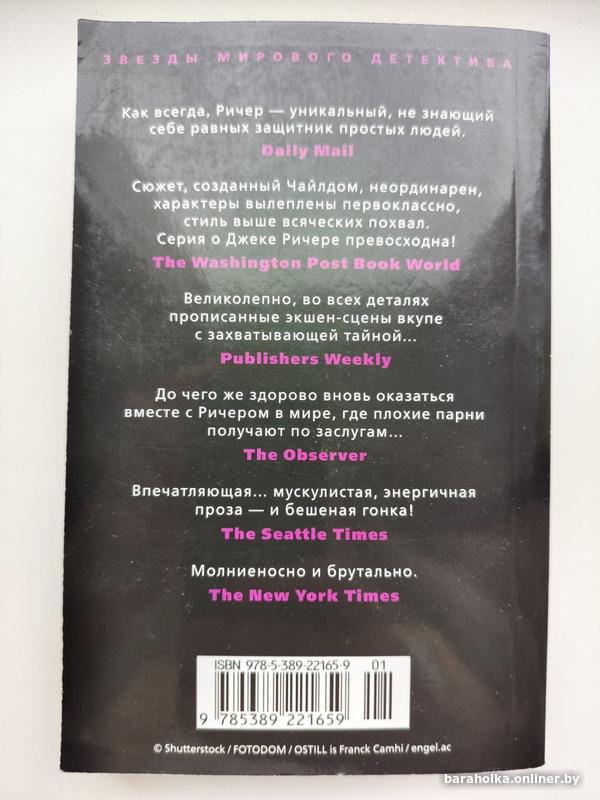 ЗВЕЗДЫ МИРОВОГО ДЕТЕКТИВА
Как всегда, Ричер — уникальный, не знающий
себе равных защитник простых людей.
Daily Mail
Сюжет, созданный Чайлдом, неординарен,
характеры вылеплены первоклассно,
стиль выше всяческих похвал.
Серия о Джеке Ричере превосходна!
The Washington Post Book World
Великолепно, во всех деталях
прописанные экшен-сцены вкупе
с захватывающей тайной...
Publishers Weekly
До чего же здорово вновь оказаться
вместе с Ричером в мире, где плохие парни
получают по заслугам...
The Observer
Впечатляющая... мускулистая, энергичная
проза — и бешеная гонка!
The Seattle Times
Молниеносно и брутально.
The New York Times
ISBN 978-5-389-22165-9 01
9 785389 221659
© Shutterstock / FOTODOM / OSTILL is Franck Camhi / engel.ac
baraholka.onliner.by